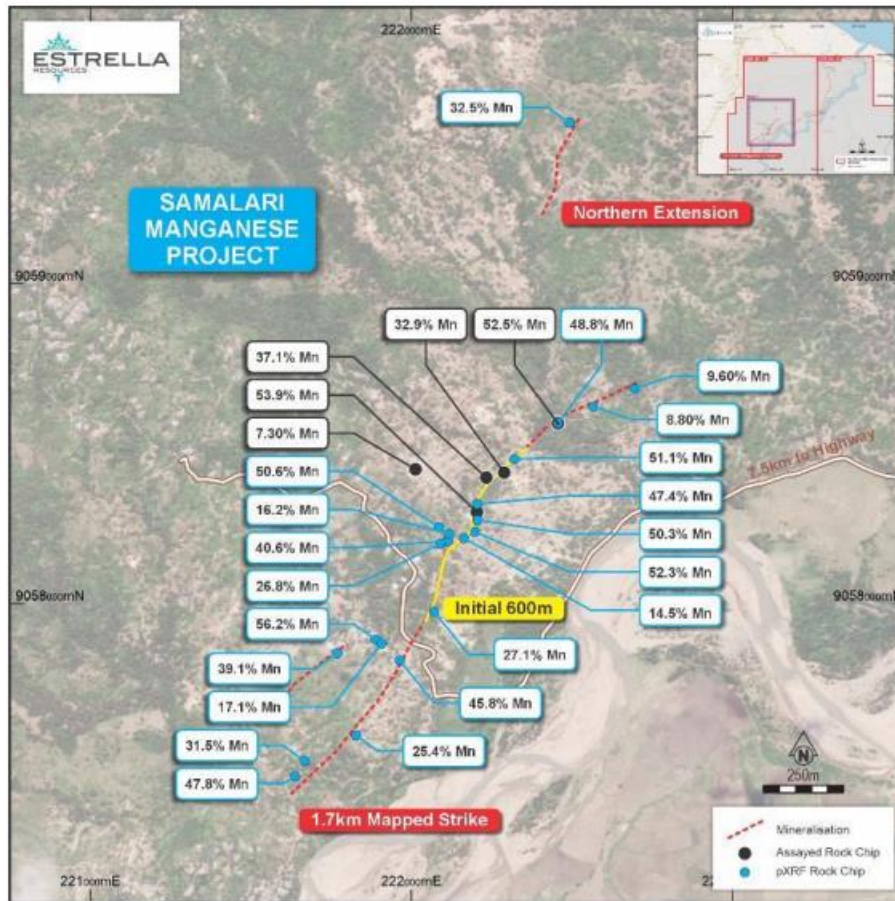 ESTRELLA
RESOURCES
222000mE
32.5% Mn
SAMALARI
MANGANESE
PROJECT
Northern Extension
9059000mN
9059000mN
32.9% Mn
52.5% Mn
48.8% Mn
37.1% Mn
9.60% Mn
53.9% Mn
8.80% Mn
7.30% Mn
51.1% Mn
7.5km to Highway
50.6% Mn
47.4% Mn
16.2% Mn
50.3% Mn
40.6% Mn
52.3% Mn
26.8% Mn
9058000mN
Initial 600m
14.5% Mn
9058000mN
56.2% Mn
27.1% Mn
39.1% Mn
17.1% Mn
45.8% Mn
31.5% Mn
25.4% Mn
47.8% Mn
N
250m
1.7km Mapped Strike
Mineralisation
Assayed Rock Chip
pXRF Rock Chip
221000mE
222000mE